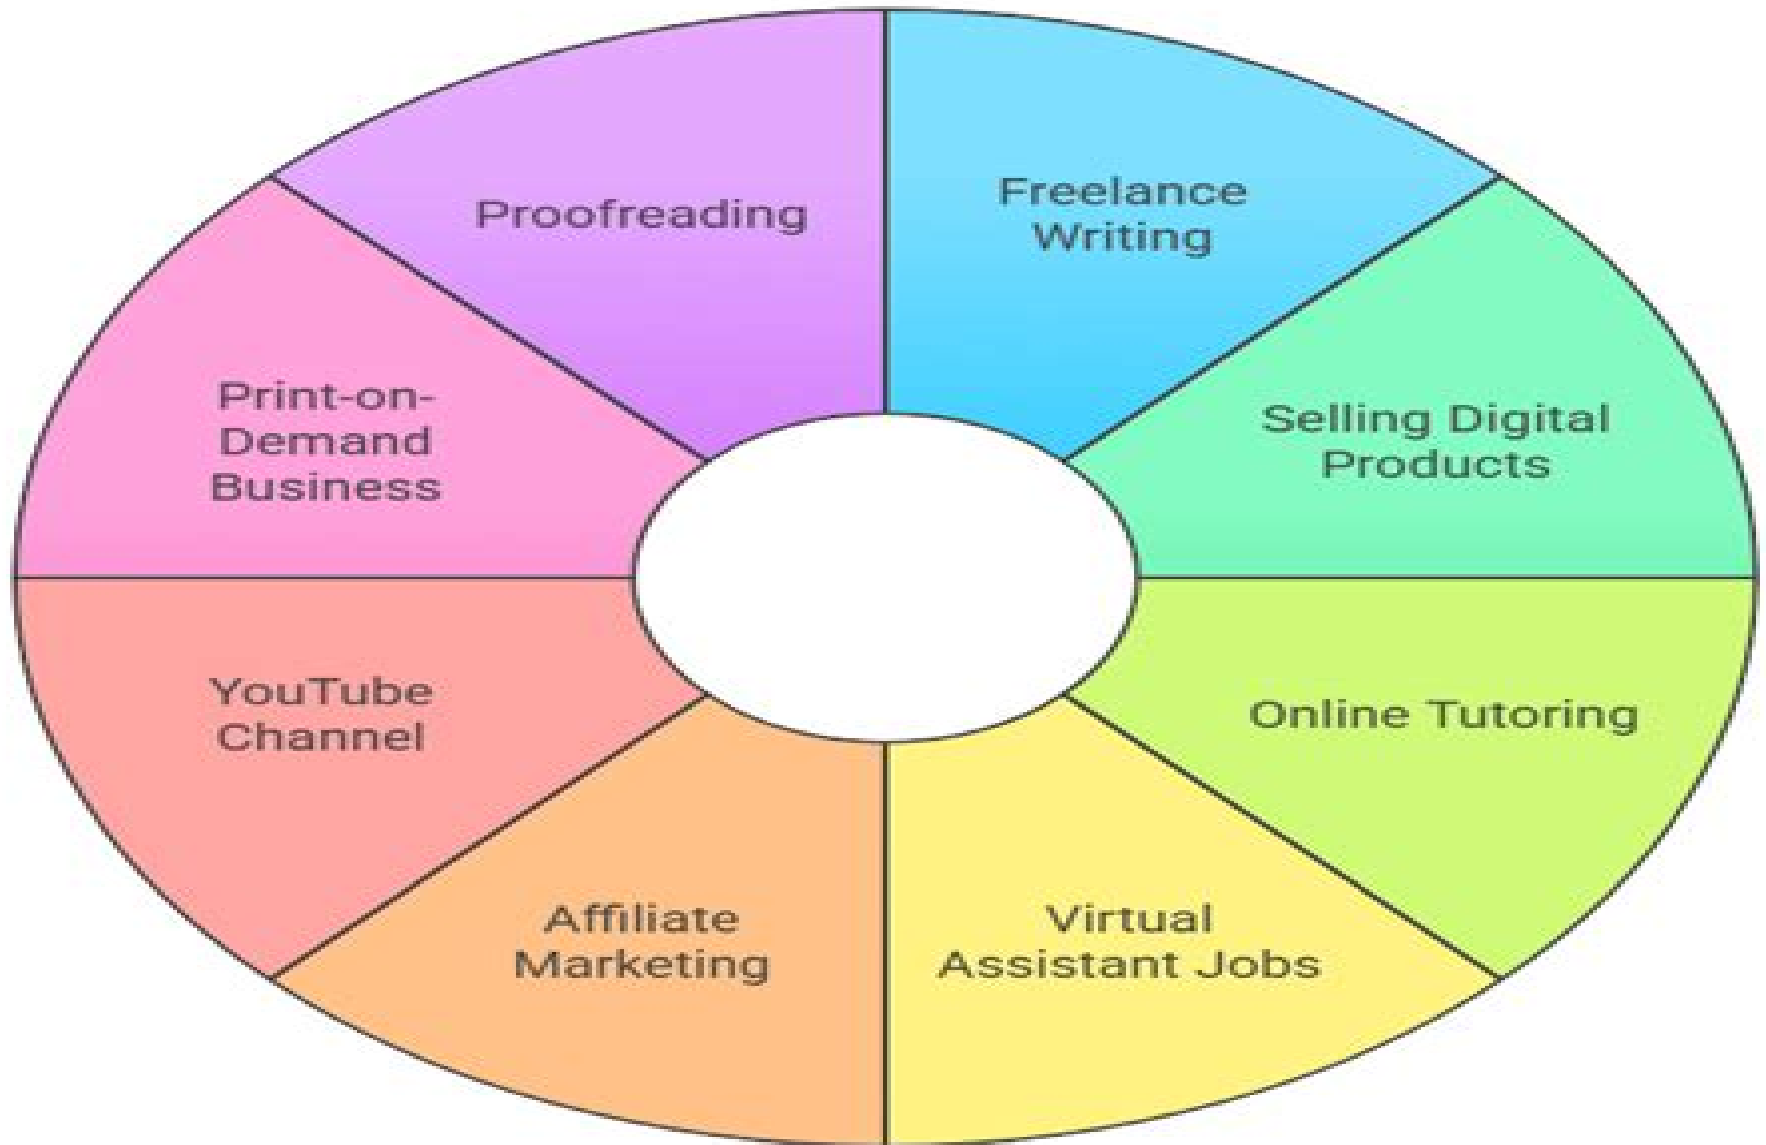 Proofreading
Freelance
Writing
Selling Digital
Products
Online Tutoring
Virtual
Assistant Jobs
Affiliate
Marketing
YouTube
Channel
Print-on-
Demand
Business